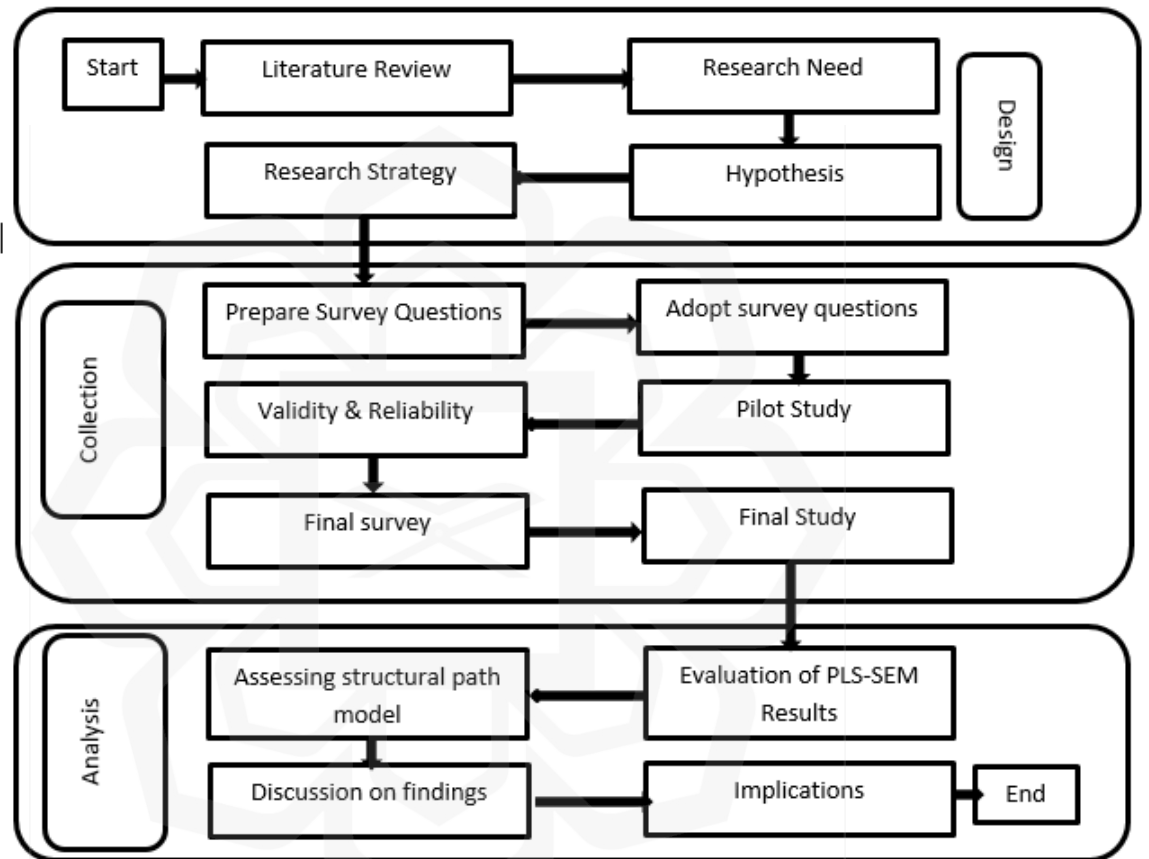 Start
Literature Review
Research Need
Design
Research Strategy
Hypothesis
Prepare Survey Questions
Adopt survey questions
Collection
Validity & Reliability
Pilot Study
Final survey
Final Study
Analysis
Assessing structural path
model
Evaluation of PLS-SEM
Results
Discussion on findings
Implications
End